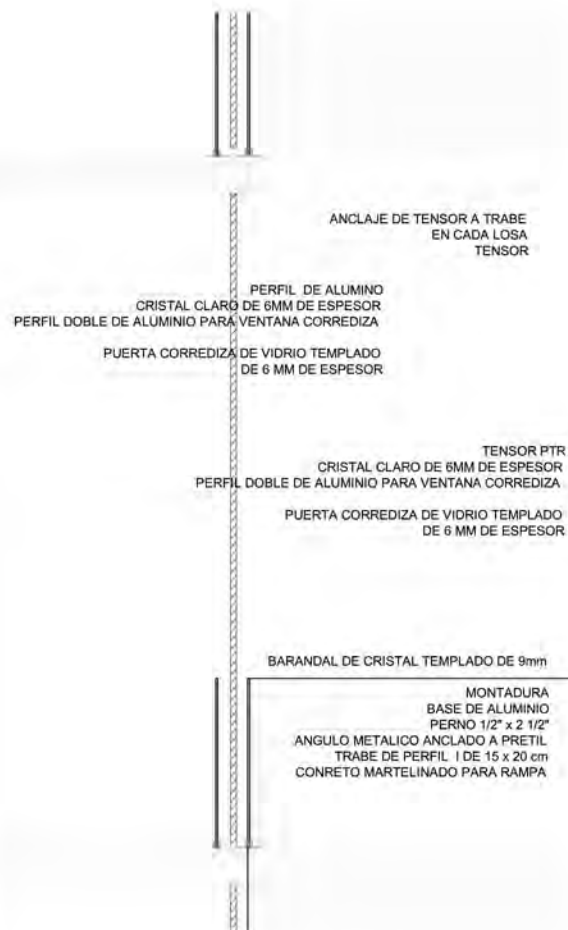 ANCLAJE DE TENSOR A TRABE
EN CADA LOSA
TENSOR
PERFIL DE ALUMINO
CRISTAL CLARO DE 6MM DE ESPESOR
PERFIL DOBLE DE ALUMINIO PARA VENTANA CORREDIZA
PUERTA CORREDIZA DE VIDRIO TEMPLADO
DE 6 MM DE ESPESOR
TENSOR PTR
CRISTAL CLARO DE 6MM DE ESPESOR
PERFIL DOBLE DE ALUMINIO PARA VENTANA CORREDIZA
PUERTA CORREDIZA DE VIDRIO TEMPLADO
DE 6 MM DE ESPESOR
BARANDAL DE CRISTAL TEMPLADO DE 9mm
MONTADURA
BASE DE ALUMINIO
PERNO 1/2" x 2 1/2"
ANGULO METALICO ANCLADO A PRETIL
TRABE DE PERFIL I DE 15 x 20 cm
CONRETO MARTELINADO PARA RAMPA